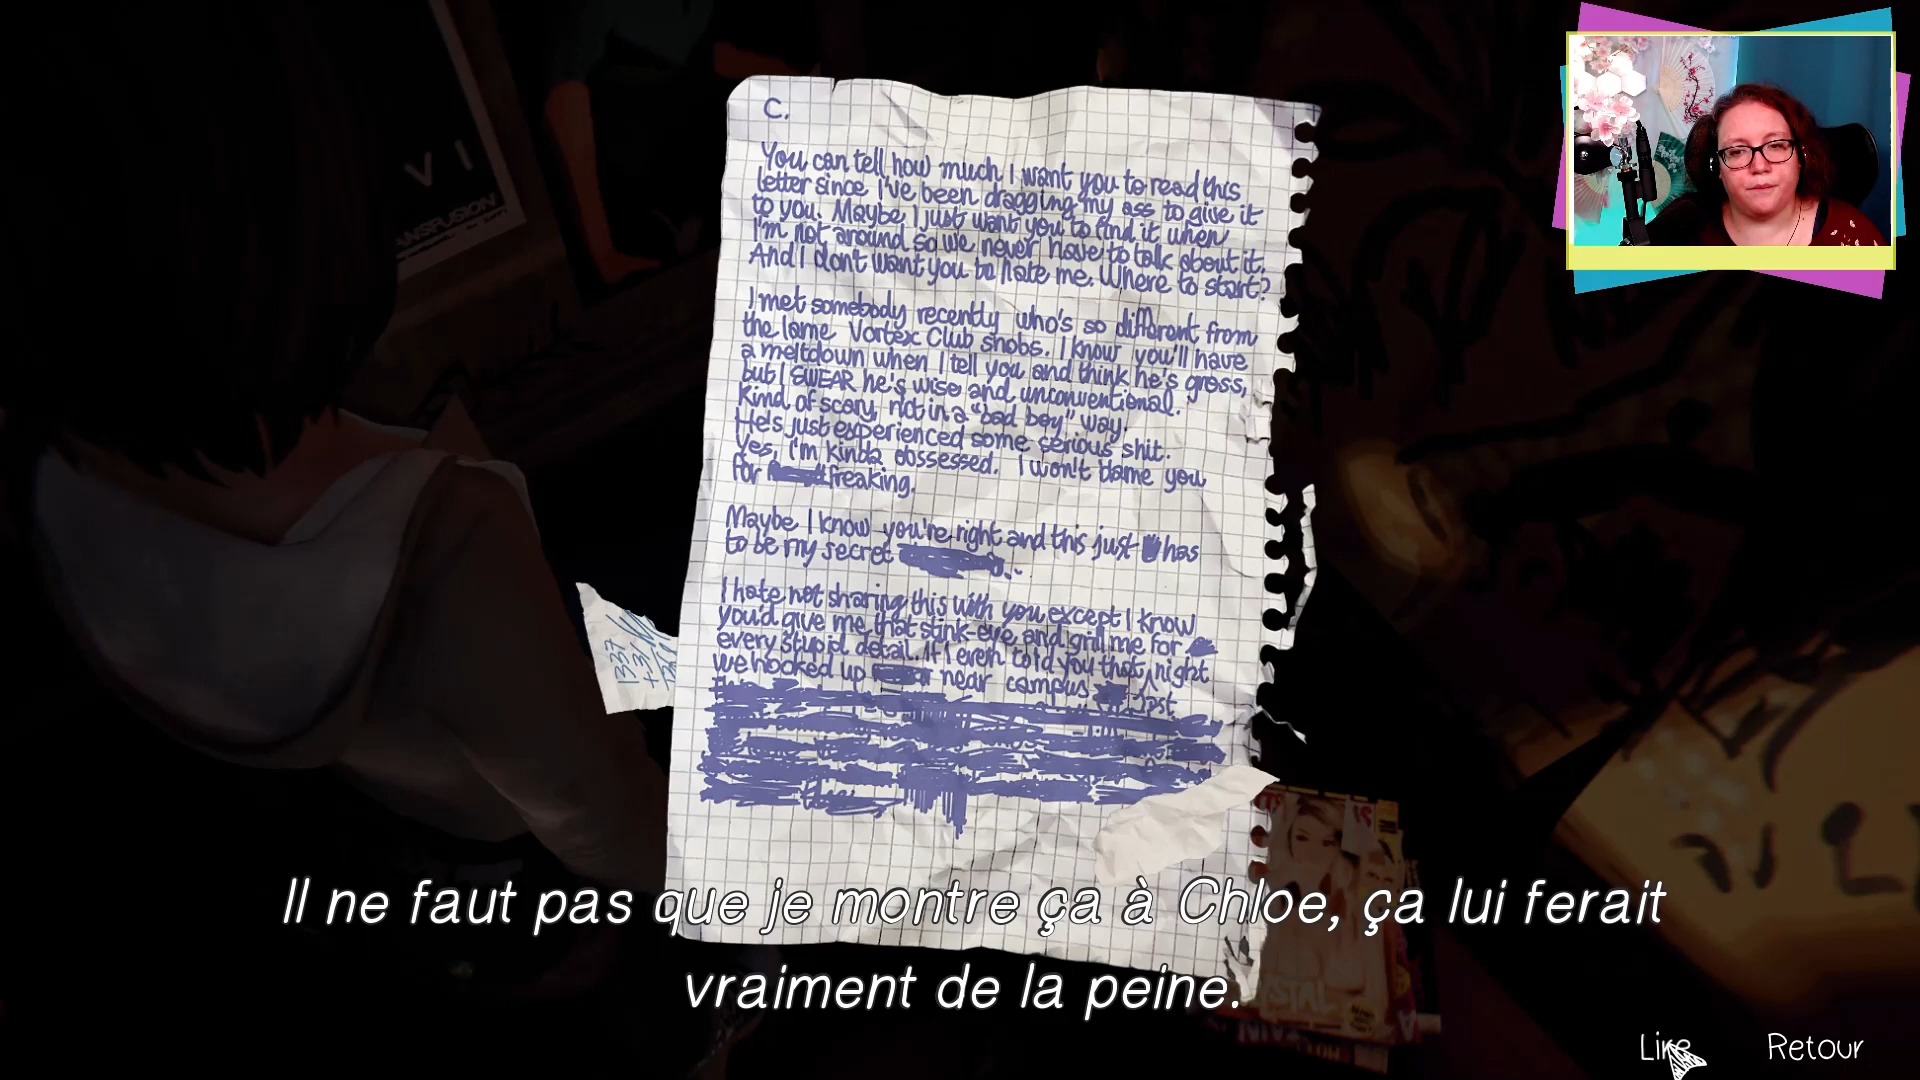 C.
You can tell how much I want you to read this
letter since I've been dragging my ass to give it
to you. Maybe I just want you to find it when
I'm not around so we never have to talk about it.
And I dont want you to hate me. Where to start?
I met somebody recently who's so different from
the lame Vortex Club snobs. I know you'll have
a meltdown when I tell you and think he's gross,
but I SWEAR he's wise and unconventional.
Kind of scary, not in a "bad boy" way.
He's just experienced some serious shit.
Yes, I'm kinda obsessed. I won't blame you
for freaking.
Maybe I know you're right and this just has
to be my secret
I hate not sharing this with you except I know
you'd give me that stink-eye and grill me for
every stupid detail. If I even told you that night
we hooked up near campus
VI
ANSFUSION
1337
Il ne faut pas que je montre ça à Chloe, ça lui ferait
vraiment de la peine.
Lire Retour